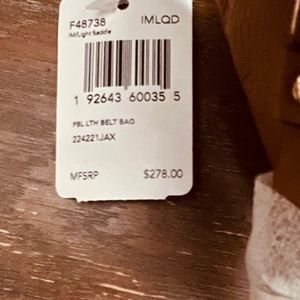 F48738 IMLQD
IM/Light Saddle
1 92643 60035 5
PBL LTH BELT BAG
224221JAX
MFSRP $278.00